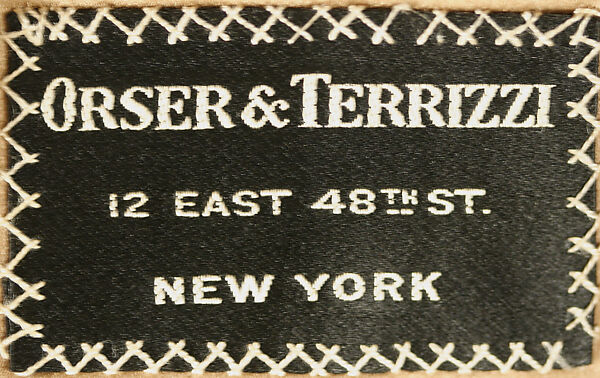 ORSER & TERRIZZI
12 EAST 48TH ST.
NEW YORK